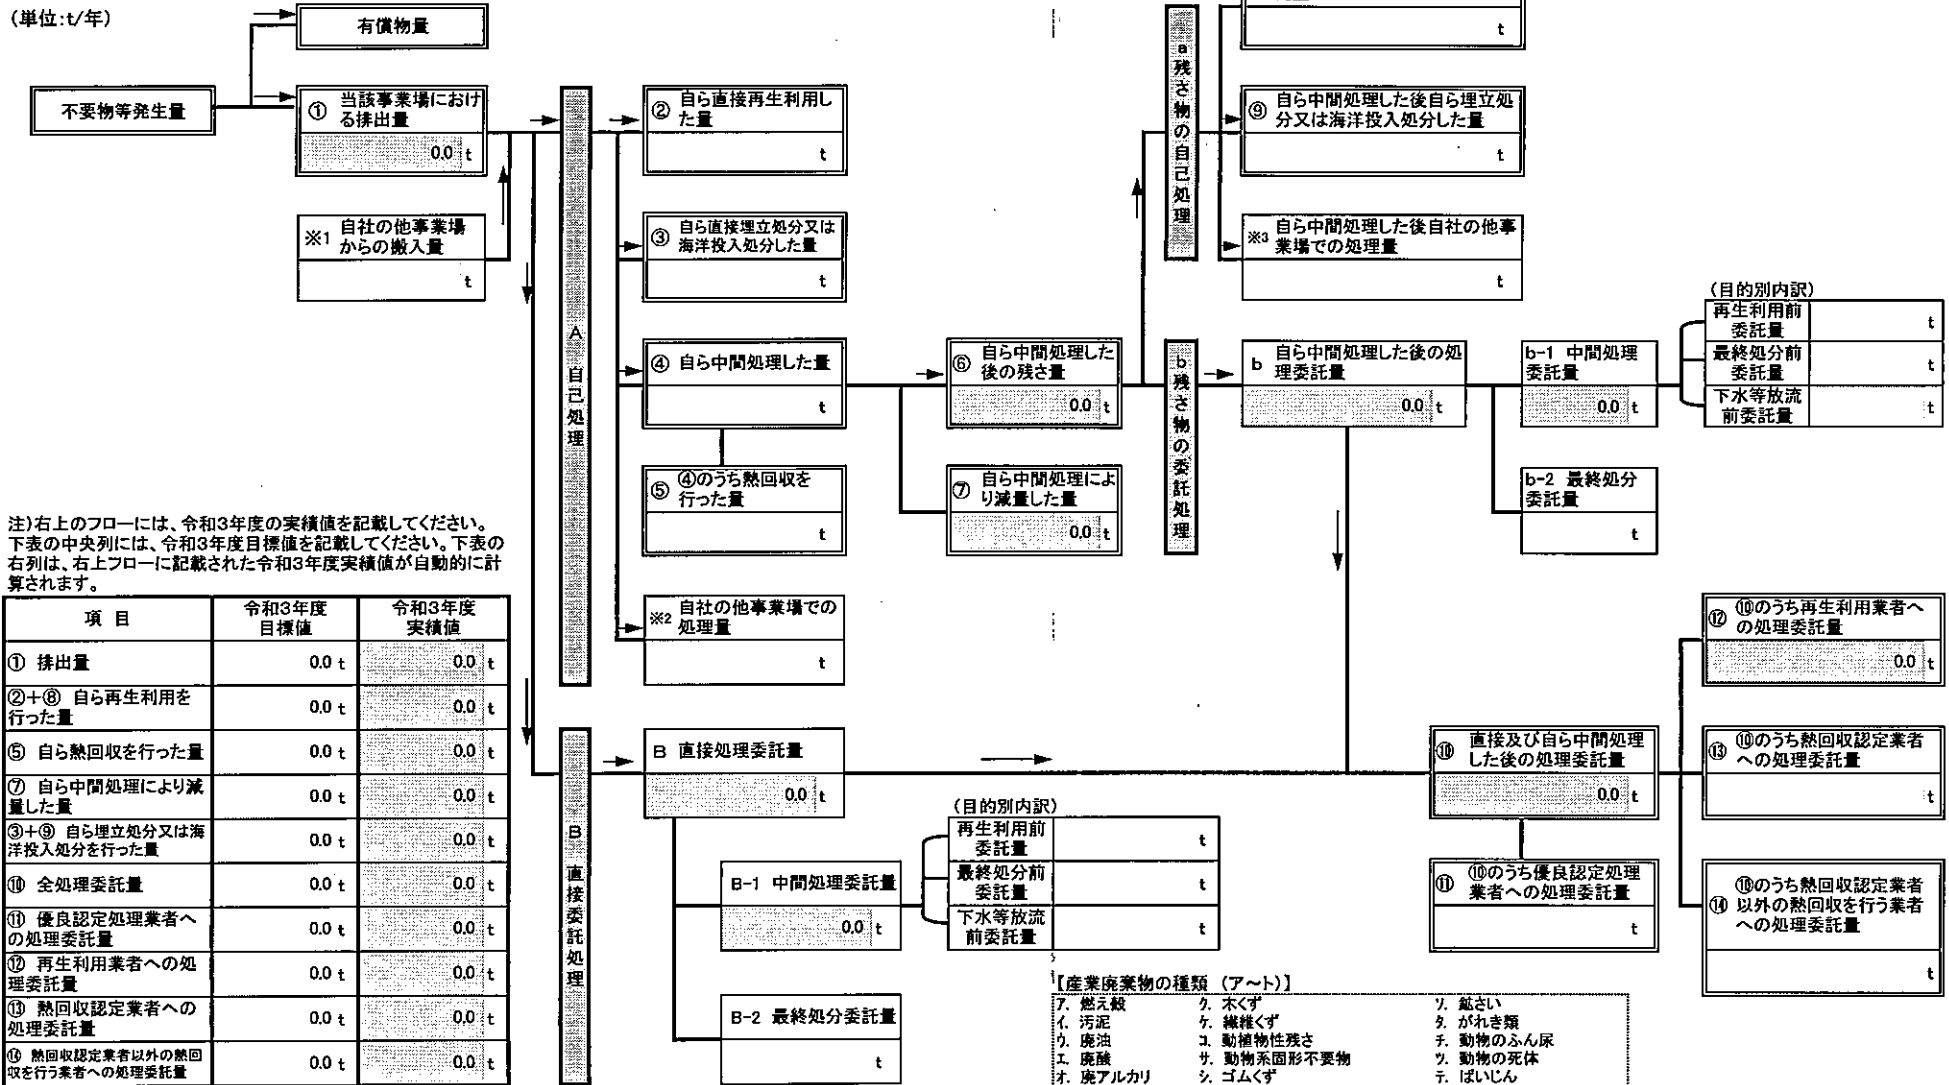 (単位:t/年)
有償物量
不要物等発生量
① 当該事業場におけ
る排出量
0.0 t
※1 自社の他事業場
からの搬入量
t
A 自己処理
② 自ら直接再生利用し
た量
t
③ 自ら直接埋立処分又は
海洋投入処分した量
t
④ 自ら中間処理した量
t
⑤ ④のうち熱回収を
行った量
t
※2 自社の他事業場での
処理量
t
⑥ 自ら中間処理した
後の残さ量
0.0 t
⑦ 自ら中間処理によ
り減量した量
0.0 t
a 残さ物の自己処理
t
⑨ 自ら中間処理した後自ら埋立処
分又は海洋投入処分した量
t
※3 自ら中間処理した後自社の他事
業場での処理量
t
b 残さ物の委託処理
b 自ら中間処理した後の処
理委託量
0.0 t
b-1 中間処理
委託量
0.0 t
b-2 最終処分
委託量
t
(目的別内訳)
再生利用前
委託量
t
最終処分前
委託量
t
下水等放流
前委託量
t
注)右上のフローには、令和3年度の実績値を記載してください。
下表の中央列には、令和3年度目標値を記載してください。下表の
右列は、右上フローに記載された令和3年度実績値が自動的に計
算されます。
項 目
令和3年度
目標値
令和3年度
実績値
① 排出量
0.0 t
0.0 t
②+⑧ 自ら再生利用を
行った量
0.0 t
0.0 t
⑤ 自ら熱回収を行った量
0.0 t
0.0 t
⑦ 自ら中間処理により減
量した量
0.0 t
0.0 t
③+⑨ 自ら埋立処分又は海
洋投入処分を行った量
0.0 t
0.0 t
⑩ 全処理委託量
0.0 t
0.0 t
⑪ 優良認定処理業者へ
の処理委託量
0.0 t
0.0 t
⑫ 再生利用業者への処
理委託量
0.0 t
0.0 t
⑬ 熱回収認定業者への
処理委託量
0.0 t
0.0 t
⑭ 熱回収認定業者以外の熱回
収を行う業者への処理委託量
0.0 t
0.0 t
B 直接委託処理
B 直接処理委託量
0.0 t
B-1 中間処理委託量
0.0 t
B-2 最終処分委託量
t
(目的別内訳)
再生利用前
委託量
t
最終処分前
委託量
t
下水等放流
前委託量
t
⑩ 直接及び自ら中間処理
した後の処理委託量
0.0 t
⑪ ⑩のうち優良認定処理
業者への処理委託量
t
⑫ ⑩のうち再生利用業者へ
の処理委託量
0.0 t
⑬ ⑩のうち熱回収認定業者
への処理委託量
t
⑭ ⑩のうち熱回収認定業者
以外の熱回収を行う業者
への処理委託量
t
【産業廃棄物の種類 (ア~ト)】
ア. 燃え殻
イ. 汚泥
ウ. 廃油
エ. 廃酸
オ. 廃アルカリ
ク. 木くず
ケ. 繊維くず
コ. 動植物性残さ
サ. 動物系固形不要物
シ. ゴムくず
ソ. 鉱さい
タ. がれき類
チ. 動物のふん尿
ツ. 動物の死体
テ. ばいじん